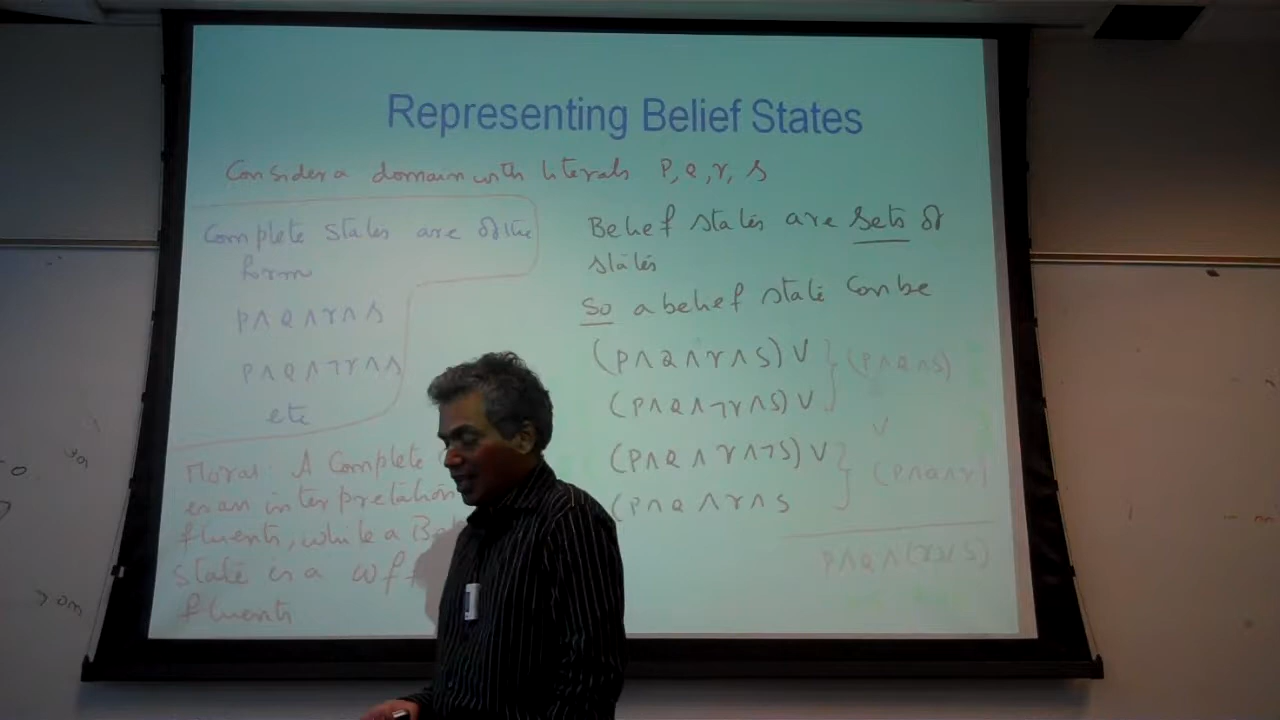 Representing Belief States
Consider a domain with literals P, Q, r, s
Complete states are of the
form
P∧Q∧r∧s
P∧Q∧¬r∧s
etc
Moral: A Complete
is an interpretation
fluents, while a
state is a wff
fluents
Belief states are sets of
states
So a belief state can be
(P∧Q∧r∧s) ∨
(P∧Q∧¬r∧s) ∨
(P∧Q∧s)
∨
(P∧Q∧r∧¬s) ∨
(P∧Q∧r∧s
(P∧Q∧r)
P∧Q∧(r∨s)